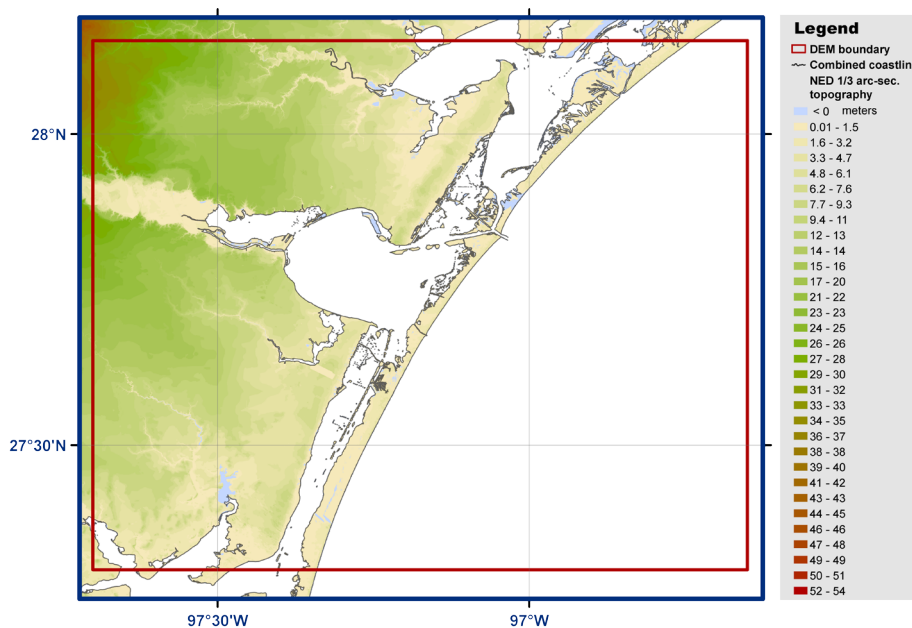 Legend
DEM boundary
Combined coastlin
NED 1/3 arc-sec.
topography
< 0 meters
0.01 - 1.5
1.6 - 3.2
3.3 - 4.7
4.8 - 6.1
6.2 - 7.6
7.7 - 9.3
9.4 - 11
12 - 13
14 - 14
15 - 16
17 - 20
21 - 22
23 - 23
24 - 25
26 - 26
27 - 28
29 - 30
31 - 32
33 - 33
34 - 35
36 - 37
38 - 38
39 - 40
41 - 42
43 - 43
44 - 45
46 - 46
47 - 48
49 - 49
50 - 51
52 - 54
28°N
27°30'N
97°30'W
97°W